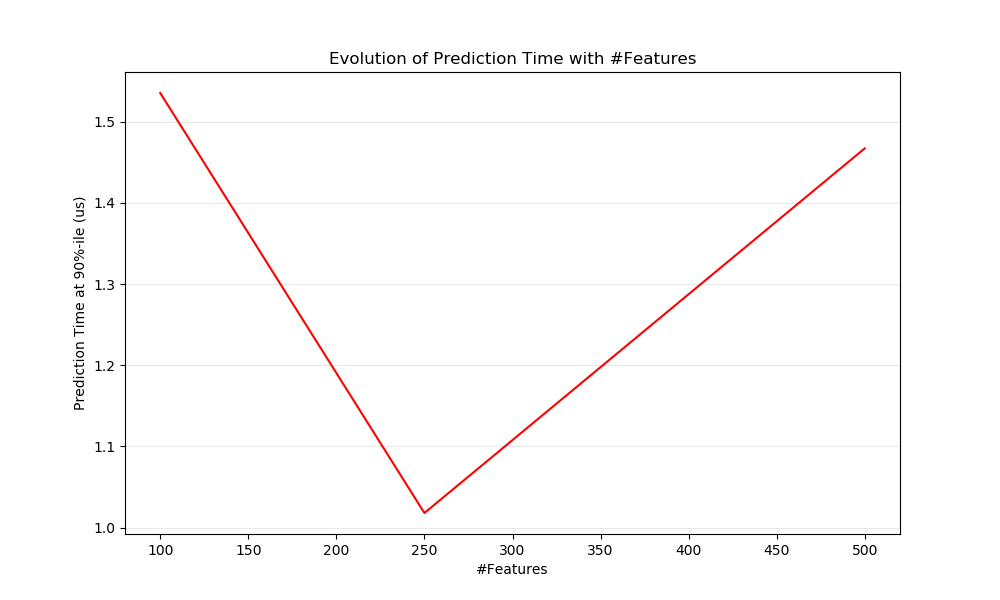 Evolution of Prediction Time with #Features
Prediction Time at 90%-ile (us)
1.5
1.4
1.3
1.2
1.1
1.0
100 150 200 250 300 350 400 450 500
#Features